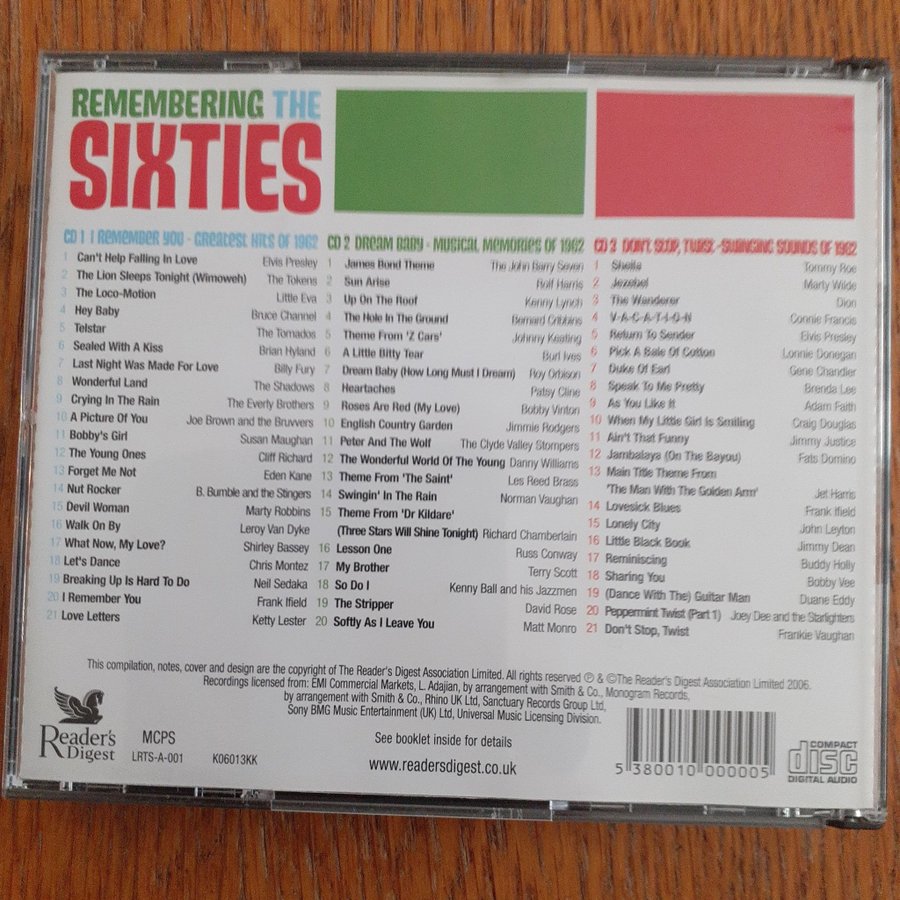 REMEMBERING THE
SIXTIES
CD 1 I REMEMBER YOU - GREATEST HITS OF 1962
1 Can't Help Falling In Love Elvis Presley
2 The Lion Sleeps Tonight (Wimoweh) The Tokens
3 The Loco-Motion Little Eva
4 Hey Baby Bruce Channel
5 Telstar The Tornados
6 Sealed With A Kiss Brian Hyland
7 Last Night Was Made For Love Billy Fury
8 Wonderful Land The Shadows
9 Crying In The Rain The Everly Brothers
10 A Picture Of You Joe Brown and the Bruvvers
11 Bobby's Girl Susan Maughan
12 The Young Ones Cliff Richard
13 Forget Me Not Eden Kane
14 Nut Rocker B. Bumble and the Stingers
15 Devil Woman Marty Robbins
16 Walk On By Leroy Van Dyke
17 What Now, My Love? Shirley Bassey
18 Let's Dance Chris Montez
19 Breaking Up Is Hard To Do Neil Sedaka
20 I Remember You Frank Ifield
21 Love Letters Ketty Lester
CD 2 DREAM BABY - MUSICAL MEMORIES OF 1962
1 James Bond Theme The John Barry Seven
2 Sun Arise Rolf Harris
3 Up On The Roof Kenny Lynch
4 The Hole In The Ground Bernard Cribbins
5 Theme From 'Z Cars' Johnny Keating
6 A Little Bitty Tear Burl Ives
7 Dream Baby (How Long Must I Dream) Roy Orbison
8 Heartaches Patsy Cline
9 Roses Are Red (My Love) Bobby Vinton
10 English Country Garden Jimmie Rodgers
11 Peter And The Wolf The Clyde Valley Stompers
12 The Wonderful World Of The Young Danny Williams
13 Theme From 'The Saint' Les Reed Brass
14 Swingin' In The Rain Norman Vaughan
15 Theme From 'Dr Kildare'
(Three Stars Will Shine Tonight) Richard Chamberlain
16 Lesson One Russ Conway
17 My Brother Terry Scott
18 So Do I Kenny Ball and his Jazzmen
19 The Stripper David Rose
20 Softly As I Leave You Matt Monro
CD 3 DON'T STOP, TWIST -SWINGING SOUNDS OF 1962
1 Sheila Tommy Roe
2 Jezebel Marty Wilde
3 The Wanderer Dion
4 V-A-C-A-T-I-O-N Connie Francis
5 Return To Sender Elvis Presley
6 Pick A Bale Of Cotton Lonnie Donegan
7 Duke Of Earl Gene Chandler
8 Speak To Me Pretty Brenda Lee
9 As You Like It Adam Faith
10 When My Little Girl Is Smiling Craig Douglas
11 Ain't That Funny Jimmy Justice
12 Jambalaya (On The Bayou) Fats Domino
13 Main Title Theme From
'The Man With The Golden Arm' Jet Harris
14 Lovesick Blues Frank Ifield
15 Lonely City John Leyton
16 Little Black Book Jimmy Dean
17 Reminiscing Buddy Holly
18 Sharing You Bobby Vee
19 (Dance With The) Guitar Man Duane Eddy
20 Peppermint Twist (Part 1) Joey Dee and the Starlighters
21 Don't Stop, Twist Frankie Vaughan
This compilation, notes, cover and design are the copyright of The Reader's Digest Association Limited. All rights reserved ℗ & ©The Reader's Digest Association Limited 2006.
Recordings licensed from: EMI Commercial Markets, L. Adajian, by arrangement with Smith & Co., Monogram Records,
by arrangement with Smith & Co., Rhino UK Ltd, Sanctuary Records Group Ltd,
Sony BMG Music Entertainment (UK) Ltd, Universal Music Licensing Division.
Reader's
Digest
MCPS
LRTS-A-001 K06013KK
See booklet inside for details
www.readersdigest.co.uk
5 380010 000005
COMPACT
disc
DIGITAL AUDIO